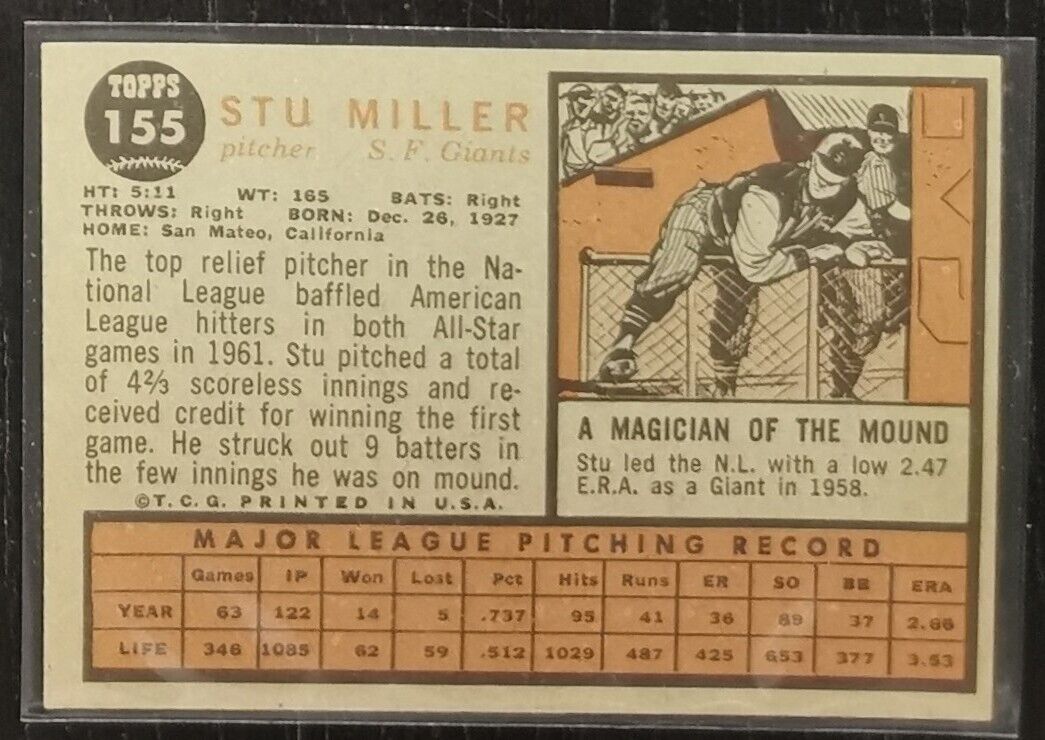 TOPPS
155
STU MILLER
pitcher S. F. Giants
HT: 5:11 WT: 165 BATS: Right
THROWS: Right BORN: Dec. 26, 1927
HOME: San Mateo, California
The top relief pitcher in the Na-
tional League baffled American
League hitters in both All-Star
games in 1961. Stu pitched a total
of 4⅔ scoreless innings and re-
ceived credit for winning the first
game. He struck out 9 batters in
the few innings he was on mound.
©T.C.G. PRINTED IN U.S.A.
A MAGICIAN OF THE MOUND
Stu led the N.L. with a low 2.47
E.R.A. as a Giant in 1958.
MAJOR LEAGUE PITCHING RECORD
Games IP Won Lost Pct Hits Runs ER SO BB ERA
YEAR 63 122 14 5 .737 95 41 36 89 37 2.66
LIFE 346 1085 62 59 .512 1029 487 425 653 377 3.53